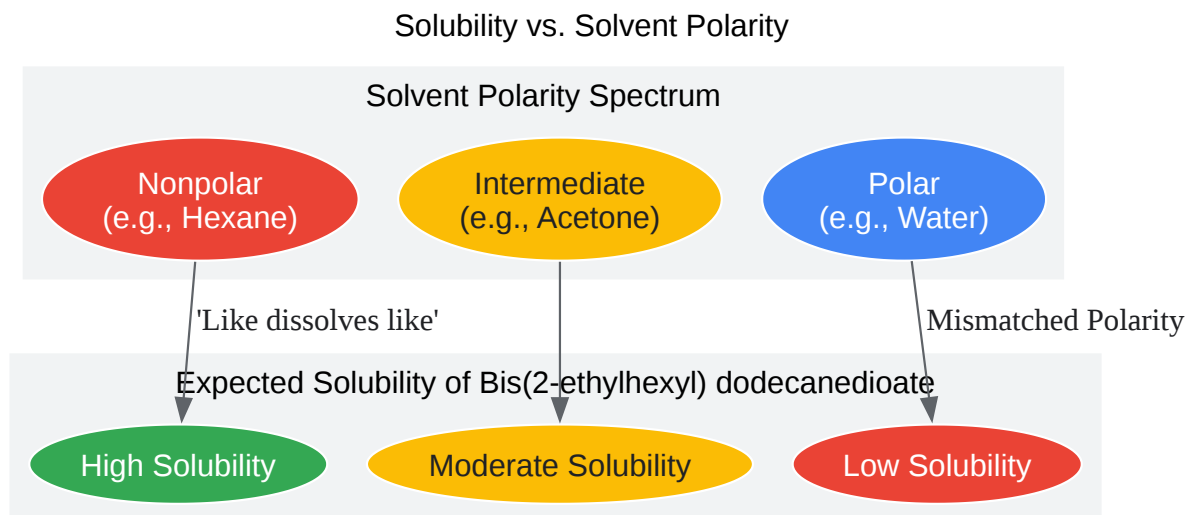 Solubility vs. Solvent Polarity
Solvent Polarity Spectrum
Nonpolar
(e.g., Hexane)
Intermediate
(e.g., Acetone)
Polar
(e.g., Water)
'Like dissolves like'
Mismatched Polarity
Expected Solubility of Bis(2-ethylhexyl) dodecanedioate
High Solubility
Moderate Solubility
Low Solubility